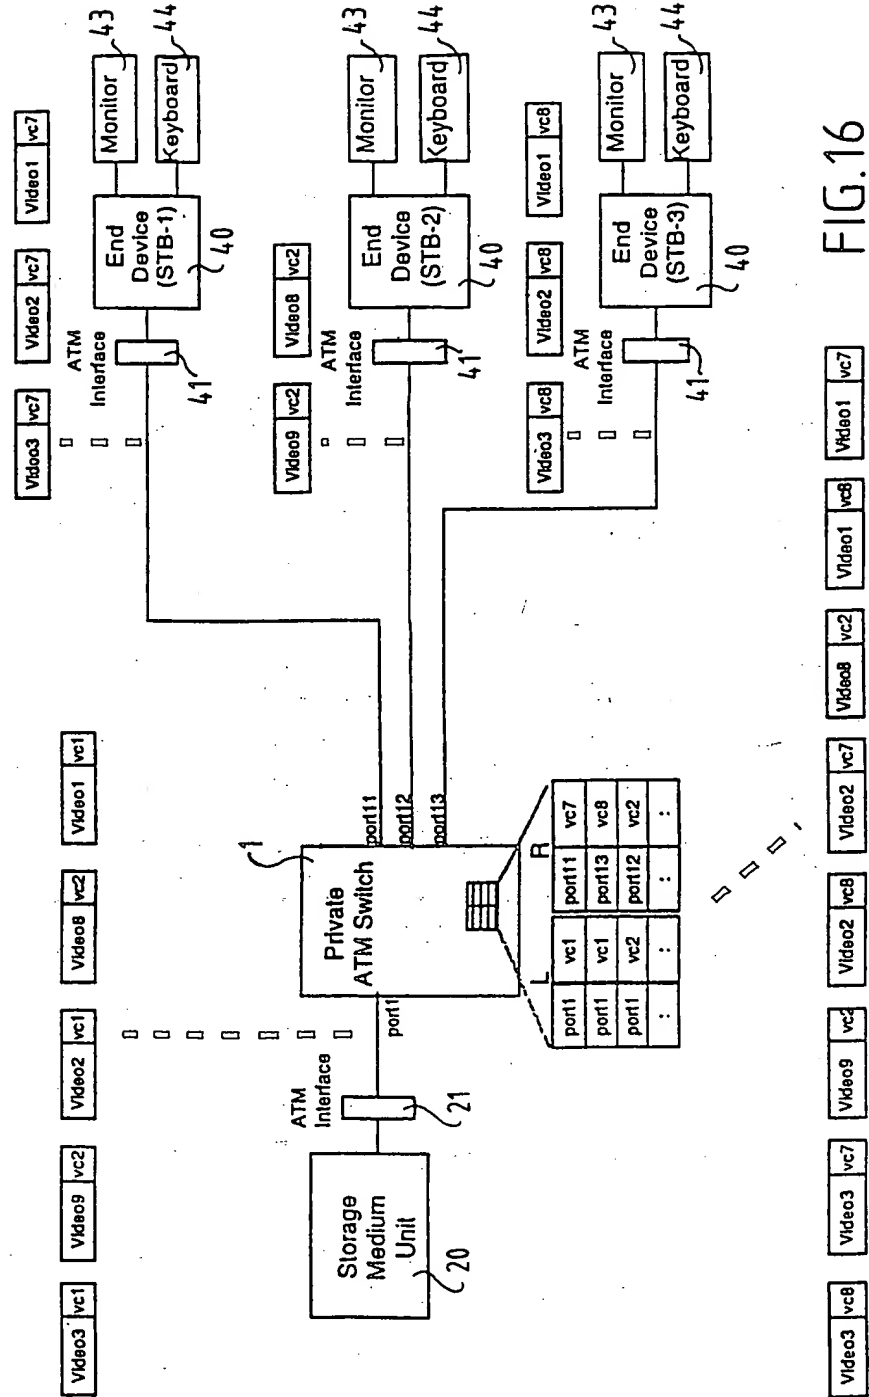 Video3 vc1
Video9 vc2
Video2 vc1
Video8 vc2
Video1 vc1
Video3 vc7
Video2 vc7
Video1 vc7
Storage
Medium
Unit
20
ATM
Interface
21
port1
Private
ATM Switch
1
port11
port12
port13
L
R
port1 vc1 port11 vc7
port1 vc1 port13 vc8
port1 vc2 port12 vc2
: : : :
ATM
Interface
41
End
Device
(STB-1)
40
Monitor
43
Keyboard
44
Video9 vc2
Video8 vc2
ATM
Interface
41
End
Device
(STB-2)
40
Monitor
43
Keyboard
44
Video3 vc8
Video2 vc8
Video1 vc8
ATM
Interface
41
End
Device
(STB-3)
40
Monitor
43
Keyboard
44
Video3 vc8
Video3 vc7
Video9 vc2
Video2 vc8
Video2 vc7
Video8 vc2
Video1 vc8
Video1 vc7
FIG.16